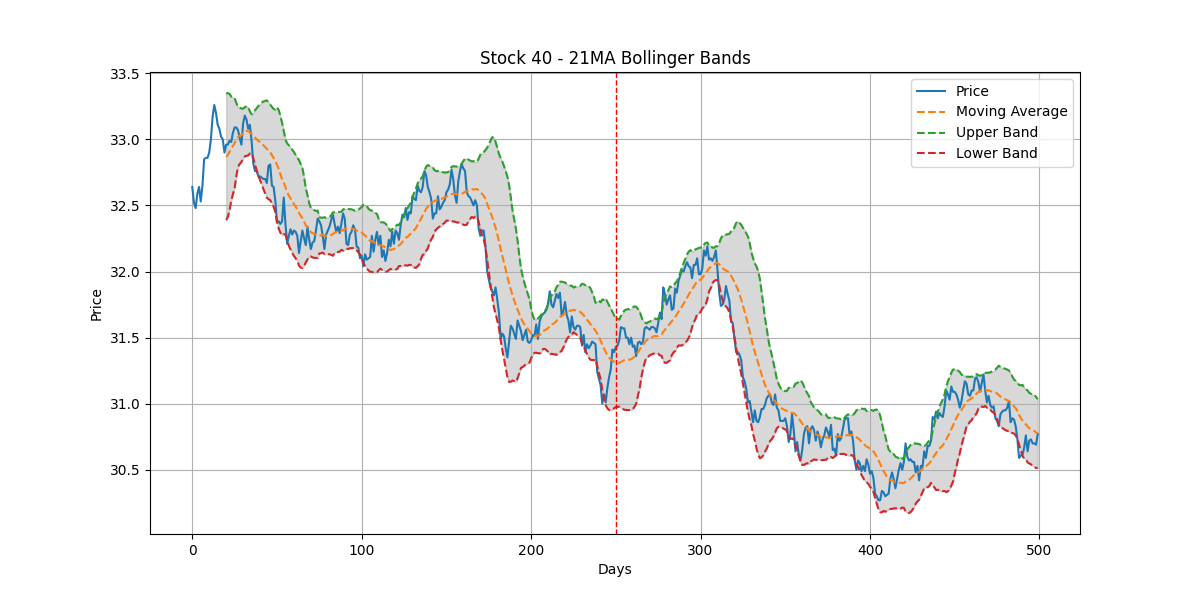 Stock 40 - 21MA Bollinger Bands
Price
Moving Average
Upper Band
Lower Band
33.5
33.0
32.5
32.0
31.5
31.0
30.5
Price
0 100 200 300 400 500
Days